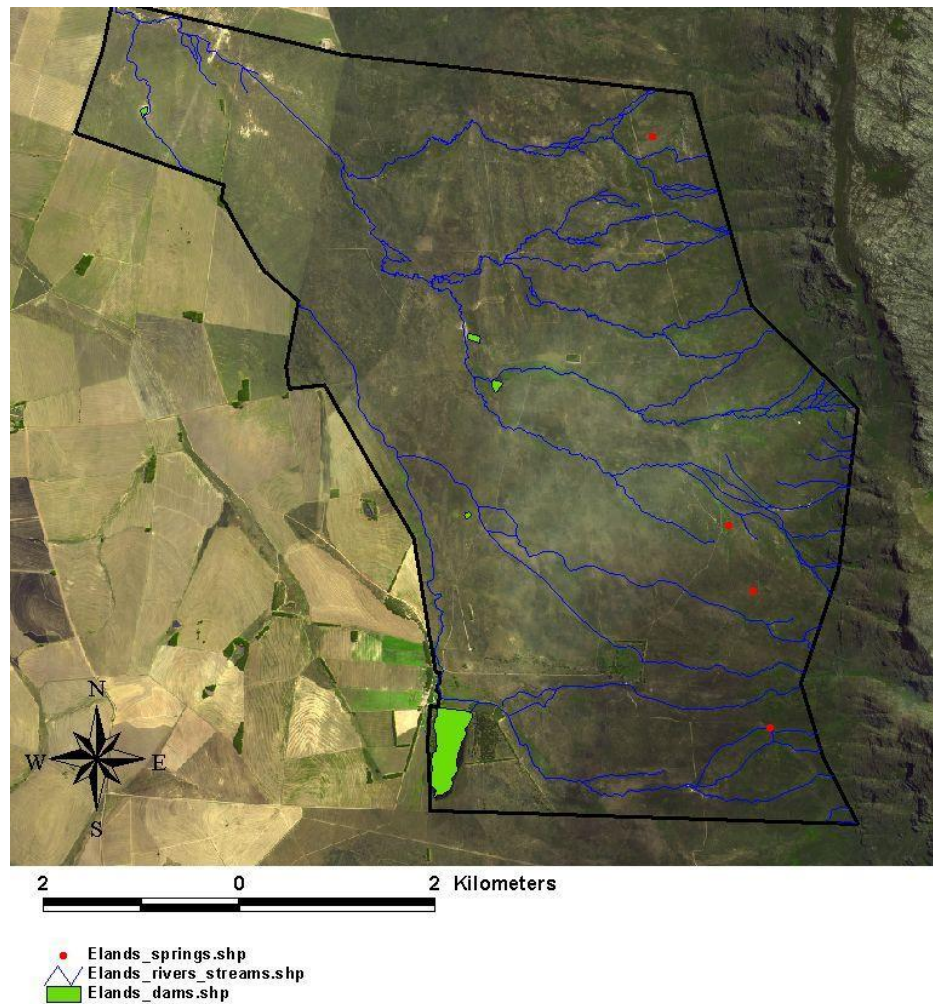 N
W E
S
2 0 2 Kilometers
Elands_springs.shp
Elands_rivers_streams.shp
Elands_dams.shp